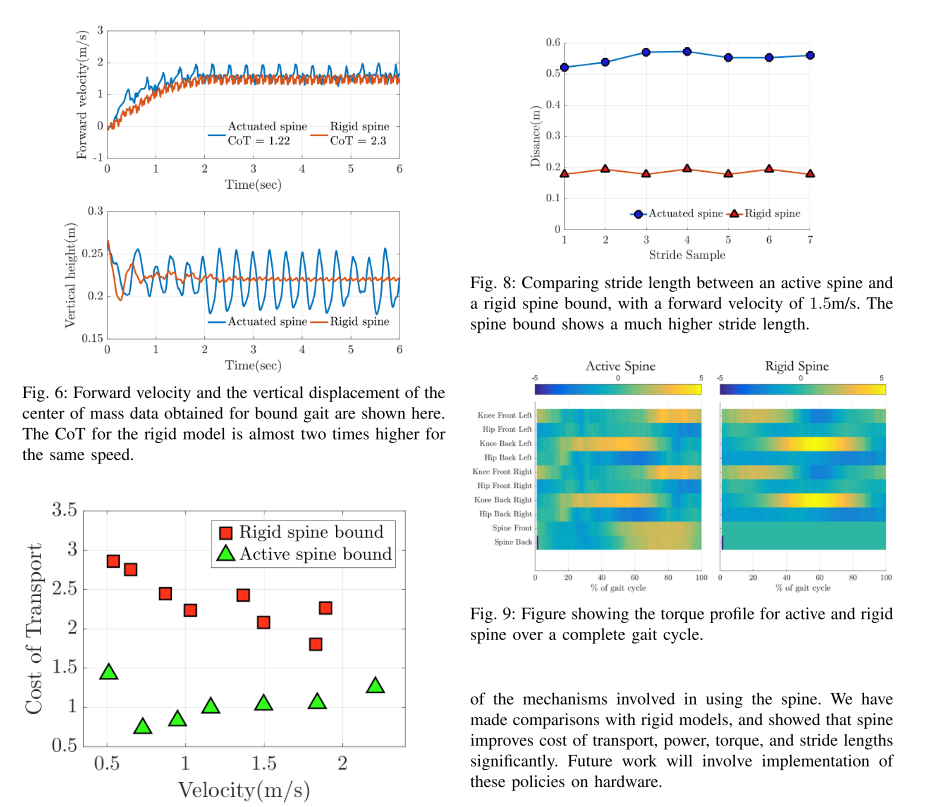 3
2
1
0
-1
Forward velocity(m/s)
Actuated spine
CoT = 1.22
Rigid spine
CoT = 2.3
0 1 2 3 4 5 6
Time(sec)
0.3
0.25
0.2
0.15
Vertical height(m)
Actuated spine Rigid spine
0 1 2 3 4 5 6
Time(sec)
Fig. 6: Forward velocity and the vertical displacement of the
center of mass data obtained for bound gait are shown here.
The CoT for the rigid model is almost two times higher for
the same speed.
3.5
3
2.5
2
1.5
1
0.5
Cost of Transport
Rigid spine bound
Active spine bound
0.5 1 1.5 2
Velocity(m/s)
0.6
0.5
0.4
0.3
0.2
0.1
0
Disance(m)
Actuated spine Rigid spine
1 2 3 4 5 6 7
Stride Sample
Fig. 8: Comparing stride length between an active spine and
a rigid spine bound, with a forward velocity of 1.5m/s. The
spine bound shows a much higher stride length.
Active Spine Rigid Spine
-5 0 5 -5 0 5
Knee Front Left
Hip Front Left
Knee Back Left
Hip Back Left
Knee Front Right
Hip Front Right
Knee Back Right
Hip Back Right
Spine Front
Spine Back
0 20 40 60 80 100 0 20 40 60 80 100
% of gait cycle % of gait cycle
Fig. 9: Figure showing the torque profile for active and rigid
spine over a complete gait cycle.
of the mechanisms involved in using the spine. We have
made comparisons with rigid models, and showed that spine
improves cost of transport, power, torque, and stride lengths
significantly. Future work will involve implementation of
these policies on hardware.